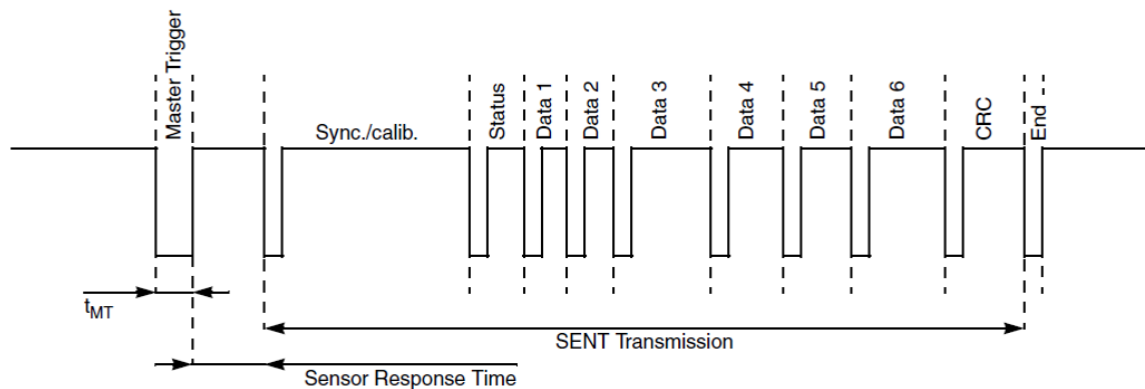 Master Trigger
Sync./calib.
Status
Data 1
Data 2
Data 3
Data 4
Data 5
Data 6
CRC
End
tMT
SENT Transmission
Sensor Response Time